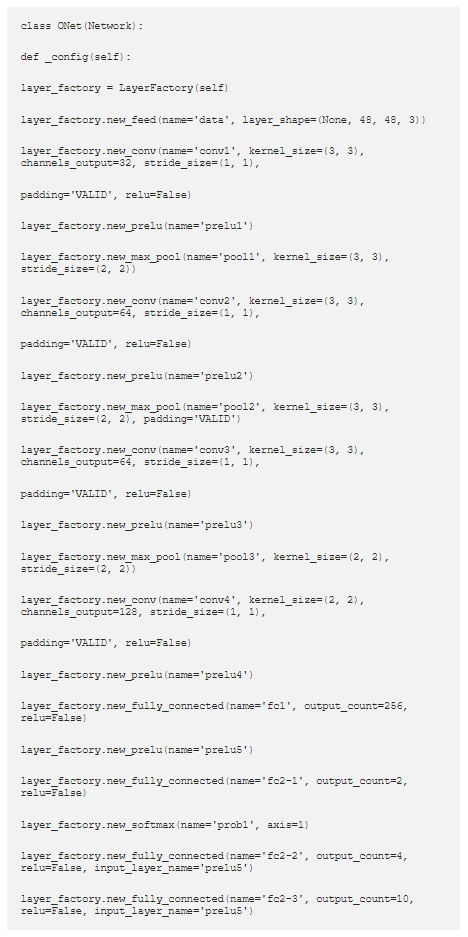 class ONet(Network):
def _config(self):
layer_factory = LayerFactory(self)
layer_factory.new_feed(name='data', layer_shape=(None, 48, 48, 3))
layer_factory.new_conv(name='conv1', kernel_size=(3, 3),
channels_output=32, stride_size=(1, 1),
padding='VALID', relu=False)
layer_factory.new_prelu(name='prelu1')
layer_factory.new_max_pool(name='pool1', kernel_size=(3, 3),
stride_size=(2, 2))
layer_factory.new_conv(name='conv2', kernel_size=(3, 3),
channels_output=64, stride_size=(1, 1),
padding='VALID', relu=False)
layer_factory.new_prelu(name='prelu2')
layer_factory.new_max_pool(name='pool2', kernel_size=(3, 3),
stride_size=(2, 2), padding='VALID')
layer_factory.new_conv(name='conv3', kernel_size=(3, 3),
channels_output=64, stride_size=(1, 1),
padding='VALID', relu=False)
layer_factory.new_prelu(name='prelu3')
layer_factory.new_max_pool(name='pool3', kernel_size=(2, 2),
stride_size=(2, 2))
layer_factory.new_conv(name='conv4', kernel_size=(2, 2),
channels_output=128, stride_size=(1, 1),
padding='VALID', relu=False)
layer_factory.new_prelu(name='prelu4')
layer_factory.new_fully_connected(name='fc1', output_count=256,
relu=False)
layer_factory.new_prelu(name='prelu5')
layer_factory.new_fully_connected(name='fc2-1', output_count=2,
relu=False)
layer_factory.new_softmax(name='prob1', axis=1)
layer_factory.new_fully_connected(name='fc2-2', output_count=4,
relu=False, input_layer_name='prelu5')
layer_factory.new_fully_connected(name='fc2-3', output_count=10,
relu=False, input_layer_name='prelu5')